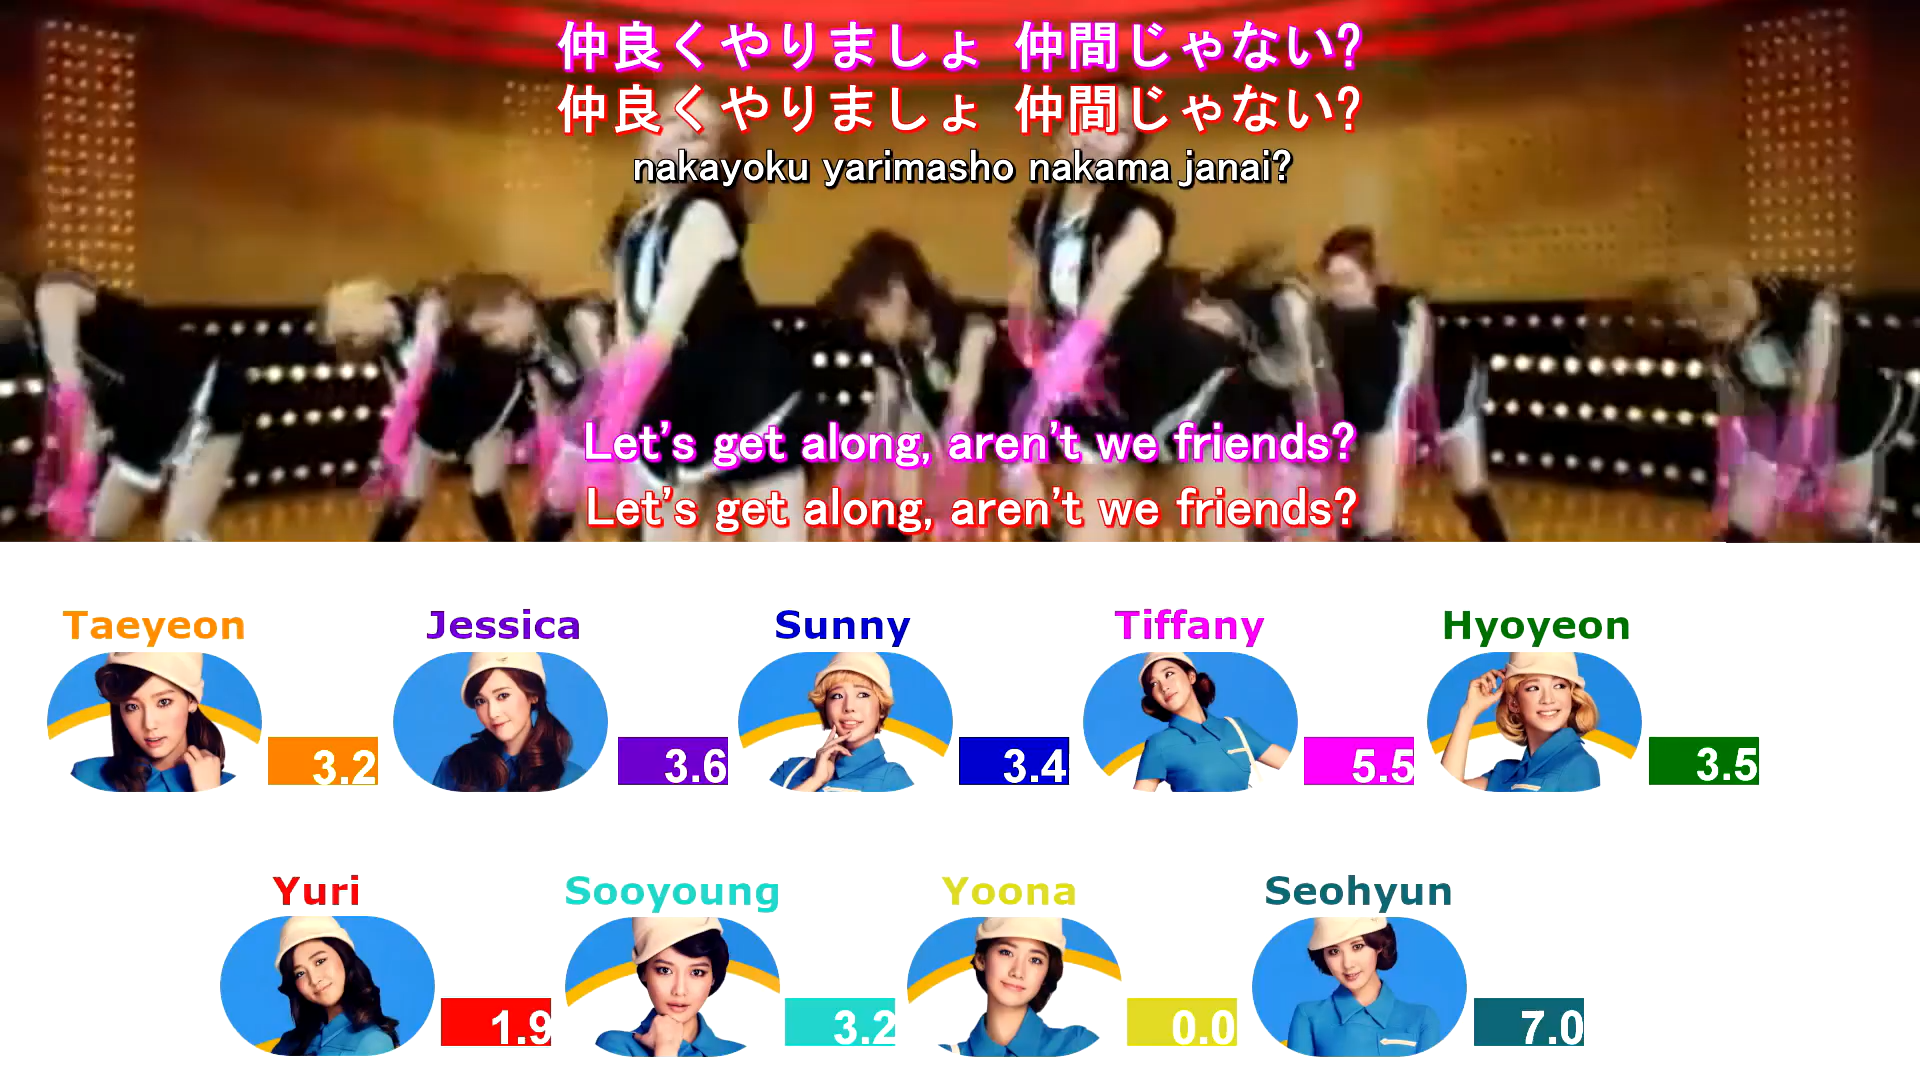 仲良くやりましょ 仲間じゃない?
仲良くやりましょ 仲間じゃない?
nakayoku yarimasho nakama janai?
Let's get along, aren't we friends?
Let's get along, aren't we friends?
Taeyeon
3.2
Jessica
3.6
Sunny
3.4
Tiffany
5.5
Hyoyeon
3.5
Yuri
1.9
Sooyoung
3.2
Yoona
0.0
Seohyun
7.0